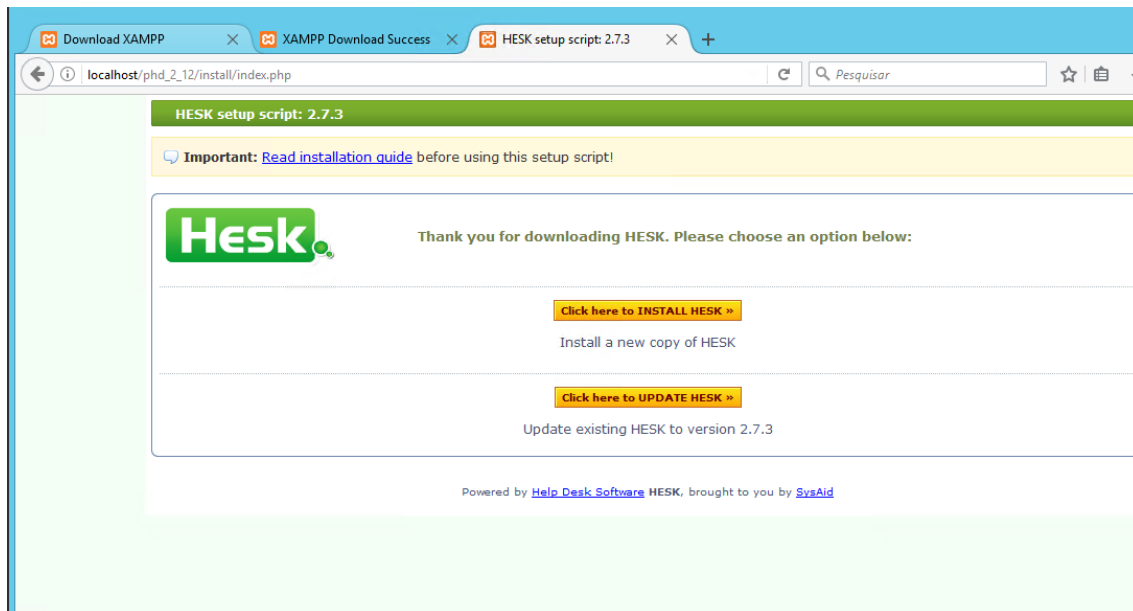 Download XAMPP
XAMPP Download Success
HESK setup script: 2.7.3
localhost/phd_2_12/install/index.php
Pesquisar
HESK setup script: 2.7.3
Important: Read installation guide before using this setup script!
Hesk
Thank you for downloading HESK. Please choose an option below:
Click here to INSTALL HESK »
Install a new copy of HESK
Click here to UPDATE HESK »
Update existing HESK to version 2.7.3
Powered by Help Desk Software HESK, brought to you by SysAid